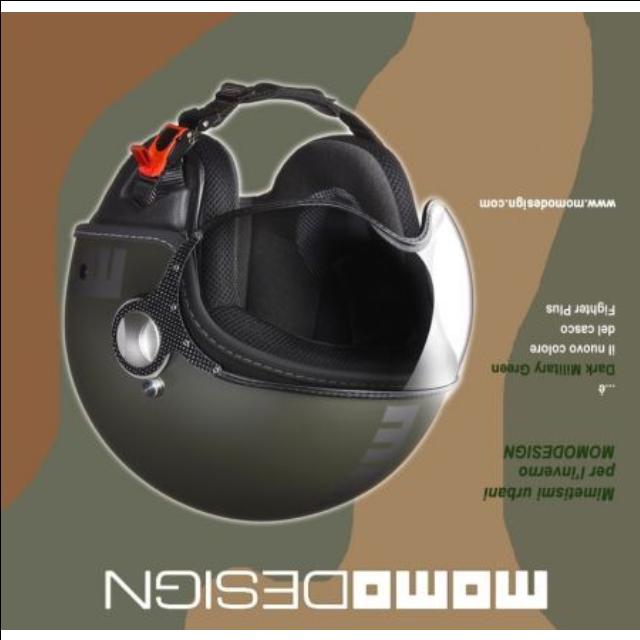 momoDESIGN
Mimetismi urbani
per l'inverno
MOMODESIGN
...è
Dark Military Green
il nuovo colore
del casco
Fighter Plus
www.momodesign.com